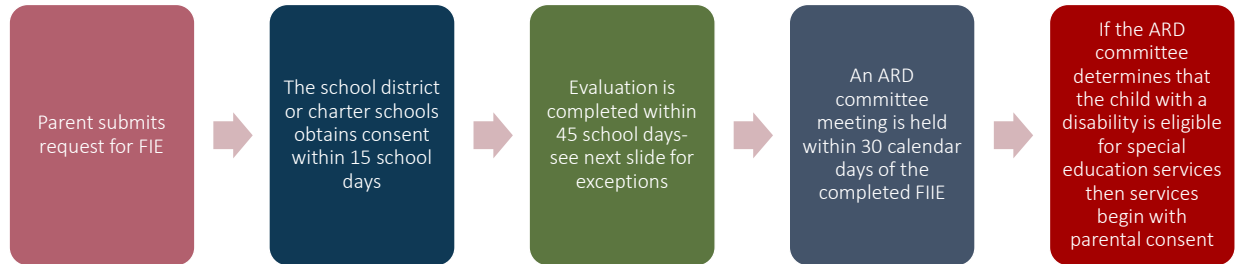 Parent submits
request for FIE
The school district
or charter schools
obtains consent
within 15 school
days
Evaluation is
completed within
45 school days-
see next slide for
exceptions
An ARD
committee
meeting is held
within 30 calendar
days of the
completed FIIE
If the ARD
committee
determines that
the child with a
disability is eligible
for special
education services
then services
begin with
parental consent